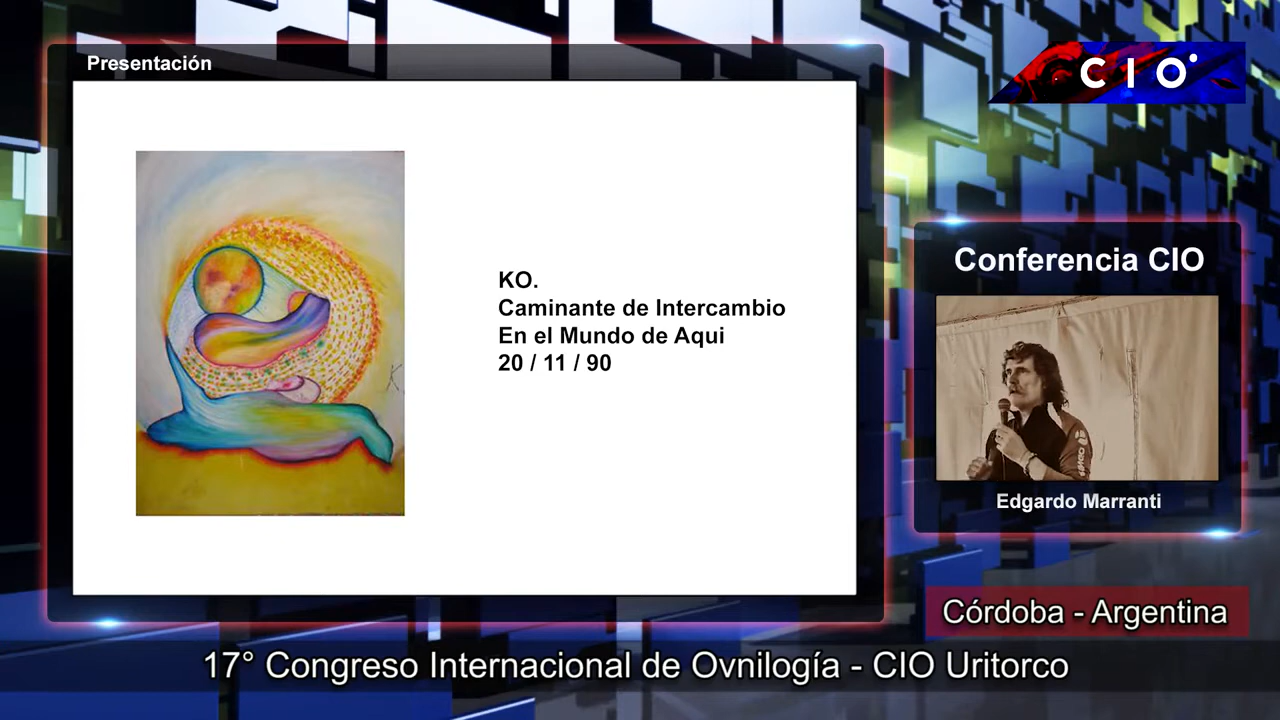 Presentación
CIO
KO.
Caminante de Intercambio
En el Mundo de Aqui
20 / 11 / 90
Conferencia CIO
Edgardo Marranti
Córdoba - Argentina
17° Congreso Internacional de Ovnilogía - CIO Uritorco